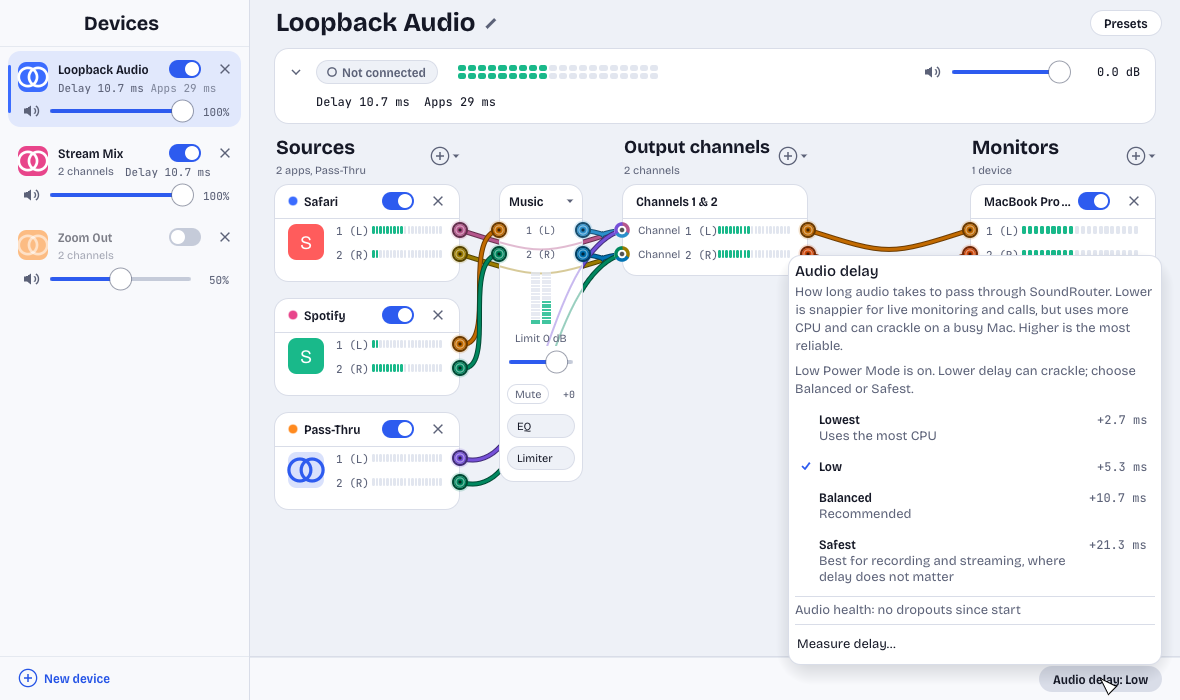 Devices
Loopback Audio
Delay 10.7 ms Apps 29 ms
100%
Stream Mix
2 channels Delay 10.7 ms
100%
Zoom Out
2 channels
50%
New device
Loopback Audio
Presets
Not connected
0.0 dB
Delay 10.7 ms Apps 29 ms
Sources
2 apps, Pass-Thru
Output channels
2 channels
Monitors
1 device
Safari
S
1 (L)
2 (R)
Spotify
S
1 (L)
2 (R)
Pass-Thru
1 (L)
2 (R)
Music
1 (L)
2 (R)
Limit 0 dB
Mute +0
EQ
Limiter
Channels 1 & 2
Channel 1 (L)
Channel 2 (R)
MacBook Pro...
1 (L)
2 (R)
Audio delay
How long audio takes to pass through SoundRouter. Lower
is snappier for live monitoring and calls, but uses more
CPU and can crackle on a busy Mac. Higher is the most
reliable.
Low Power Mode is on. Lower delay can crackle; choose
Balanced or Safest.
Lowest +2.7 ms
Uses the most CPU
Low +5.3 ms
Balanced +10.7 ms
Recommended
Safest +21.3 ms
Best for recording and streaming, where
delay does not matter
Audio health: no dropouts since start
Measure delay...
Audio delay: Low